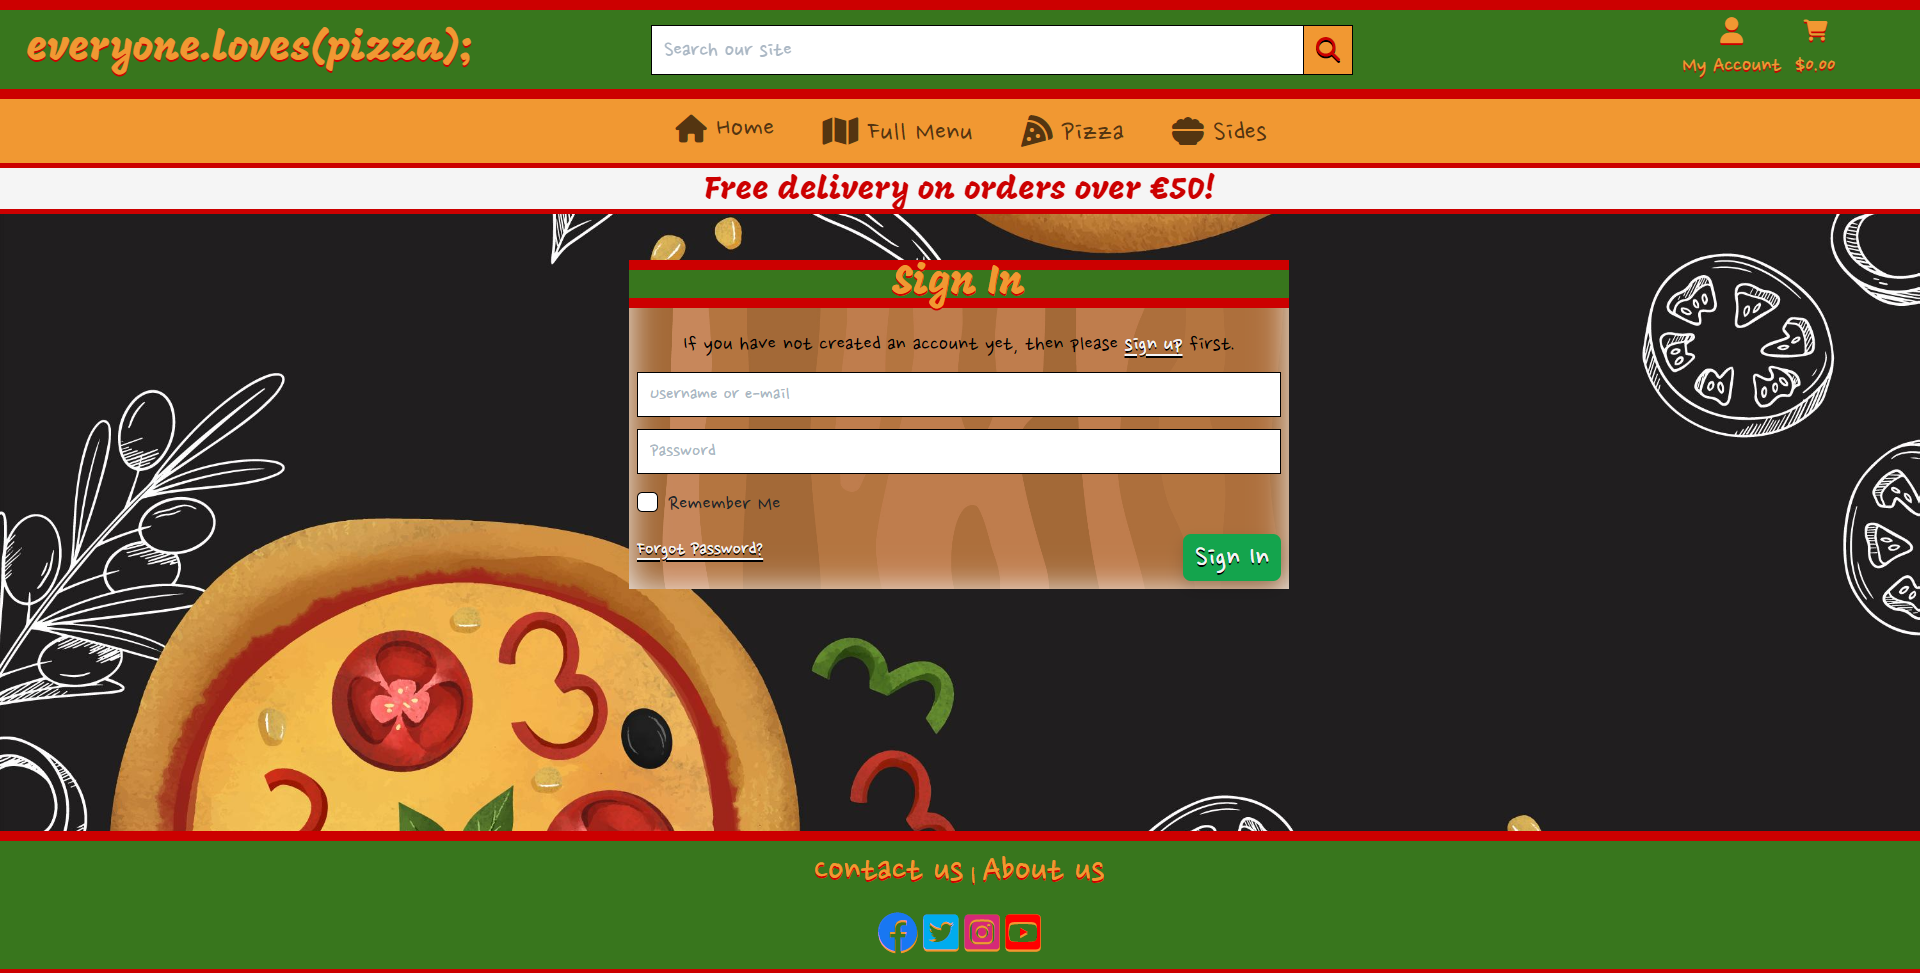 everyone.loves(pizza);
Search our site
My Account
$0.00
Home
Full Menu
Pizza
Sides
Free delivery on orders over €50!
Sign In
If you have not created an account yet, then please sign up first.
Username or e-mail
Password
Remember Me
Forgot Password?
Sign In
Contact us | About us